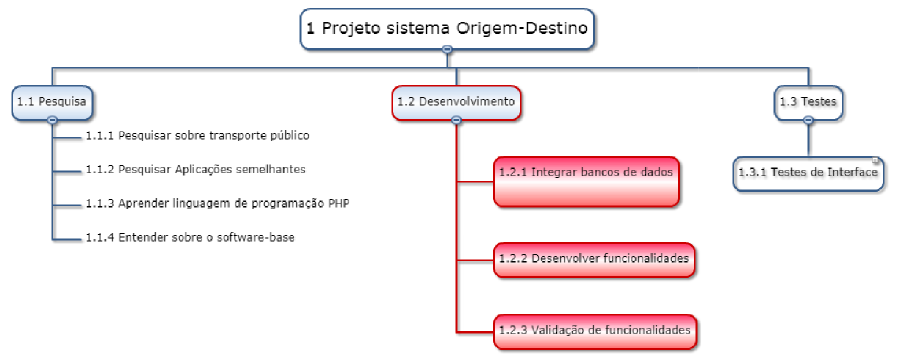 1 Projeto sistema Origem-Destino
1.1 Pesquisa
1.1.1 Pesquisar sobre transporte público
1.1.2 Pesquisar Aplicações semelhantes
1.1.3 Aprender linguagem de programação PHP
1.1.4 Entender sobre o software-base
1.2 Desenvolvimento
1.2.1 Integrar bancos de dados
1.2.2 Desenvolver funcionalidades
1.2.3 Validação de funcionalidades
1.3 Testes
1.3.1 Testes de Interface